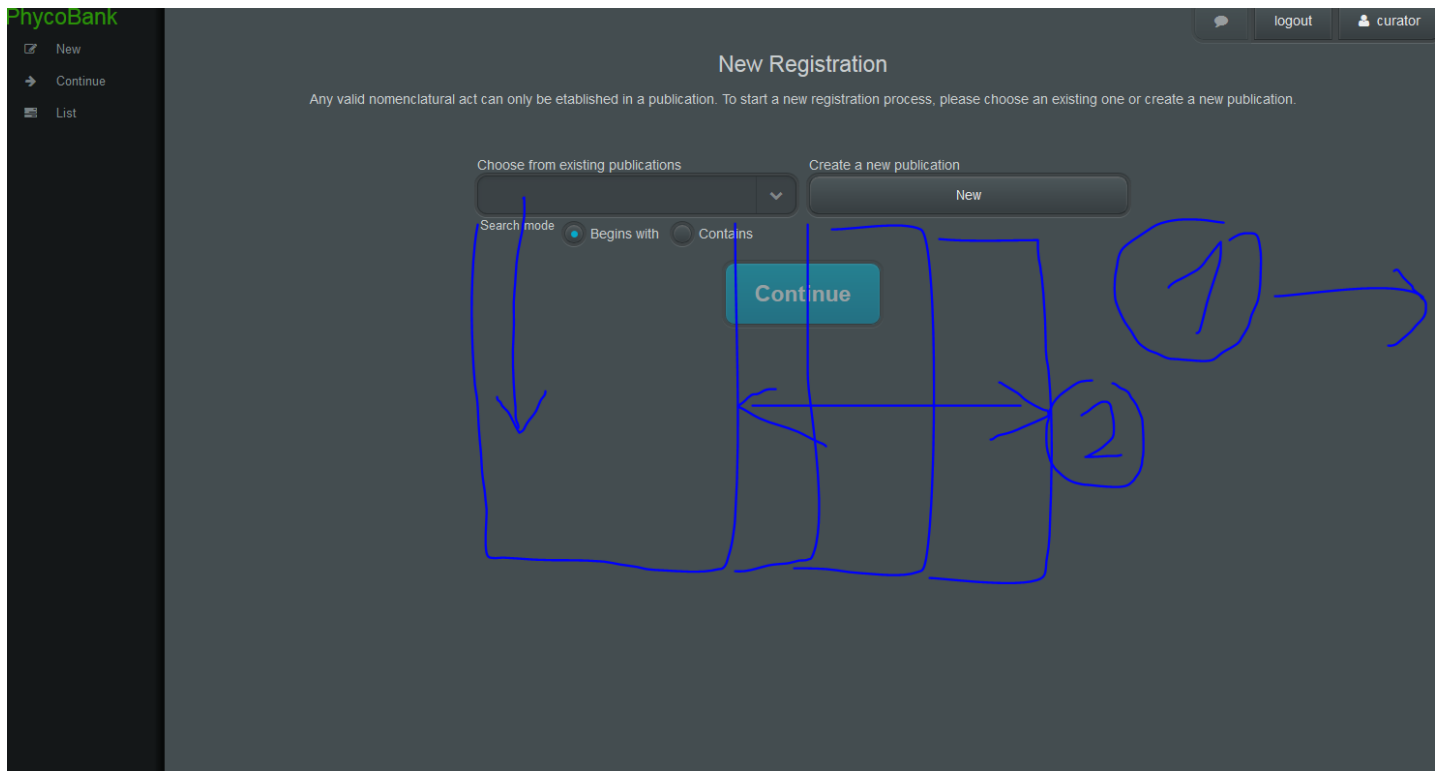 PhycoBank
logout
curator
New
Continue
List
New Registration
Any valid nomenclatural act can only be etablished in a publication. To start a new registration process, please choose an existing one or create a new publication.
Choose from existing publications
Create a new publication
New
Search mode
Begins with
Contains
Continue
1
2